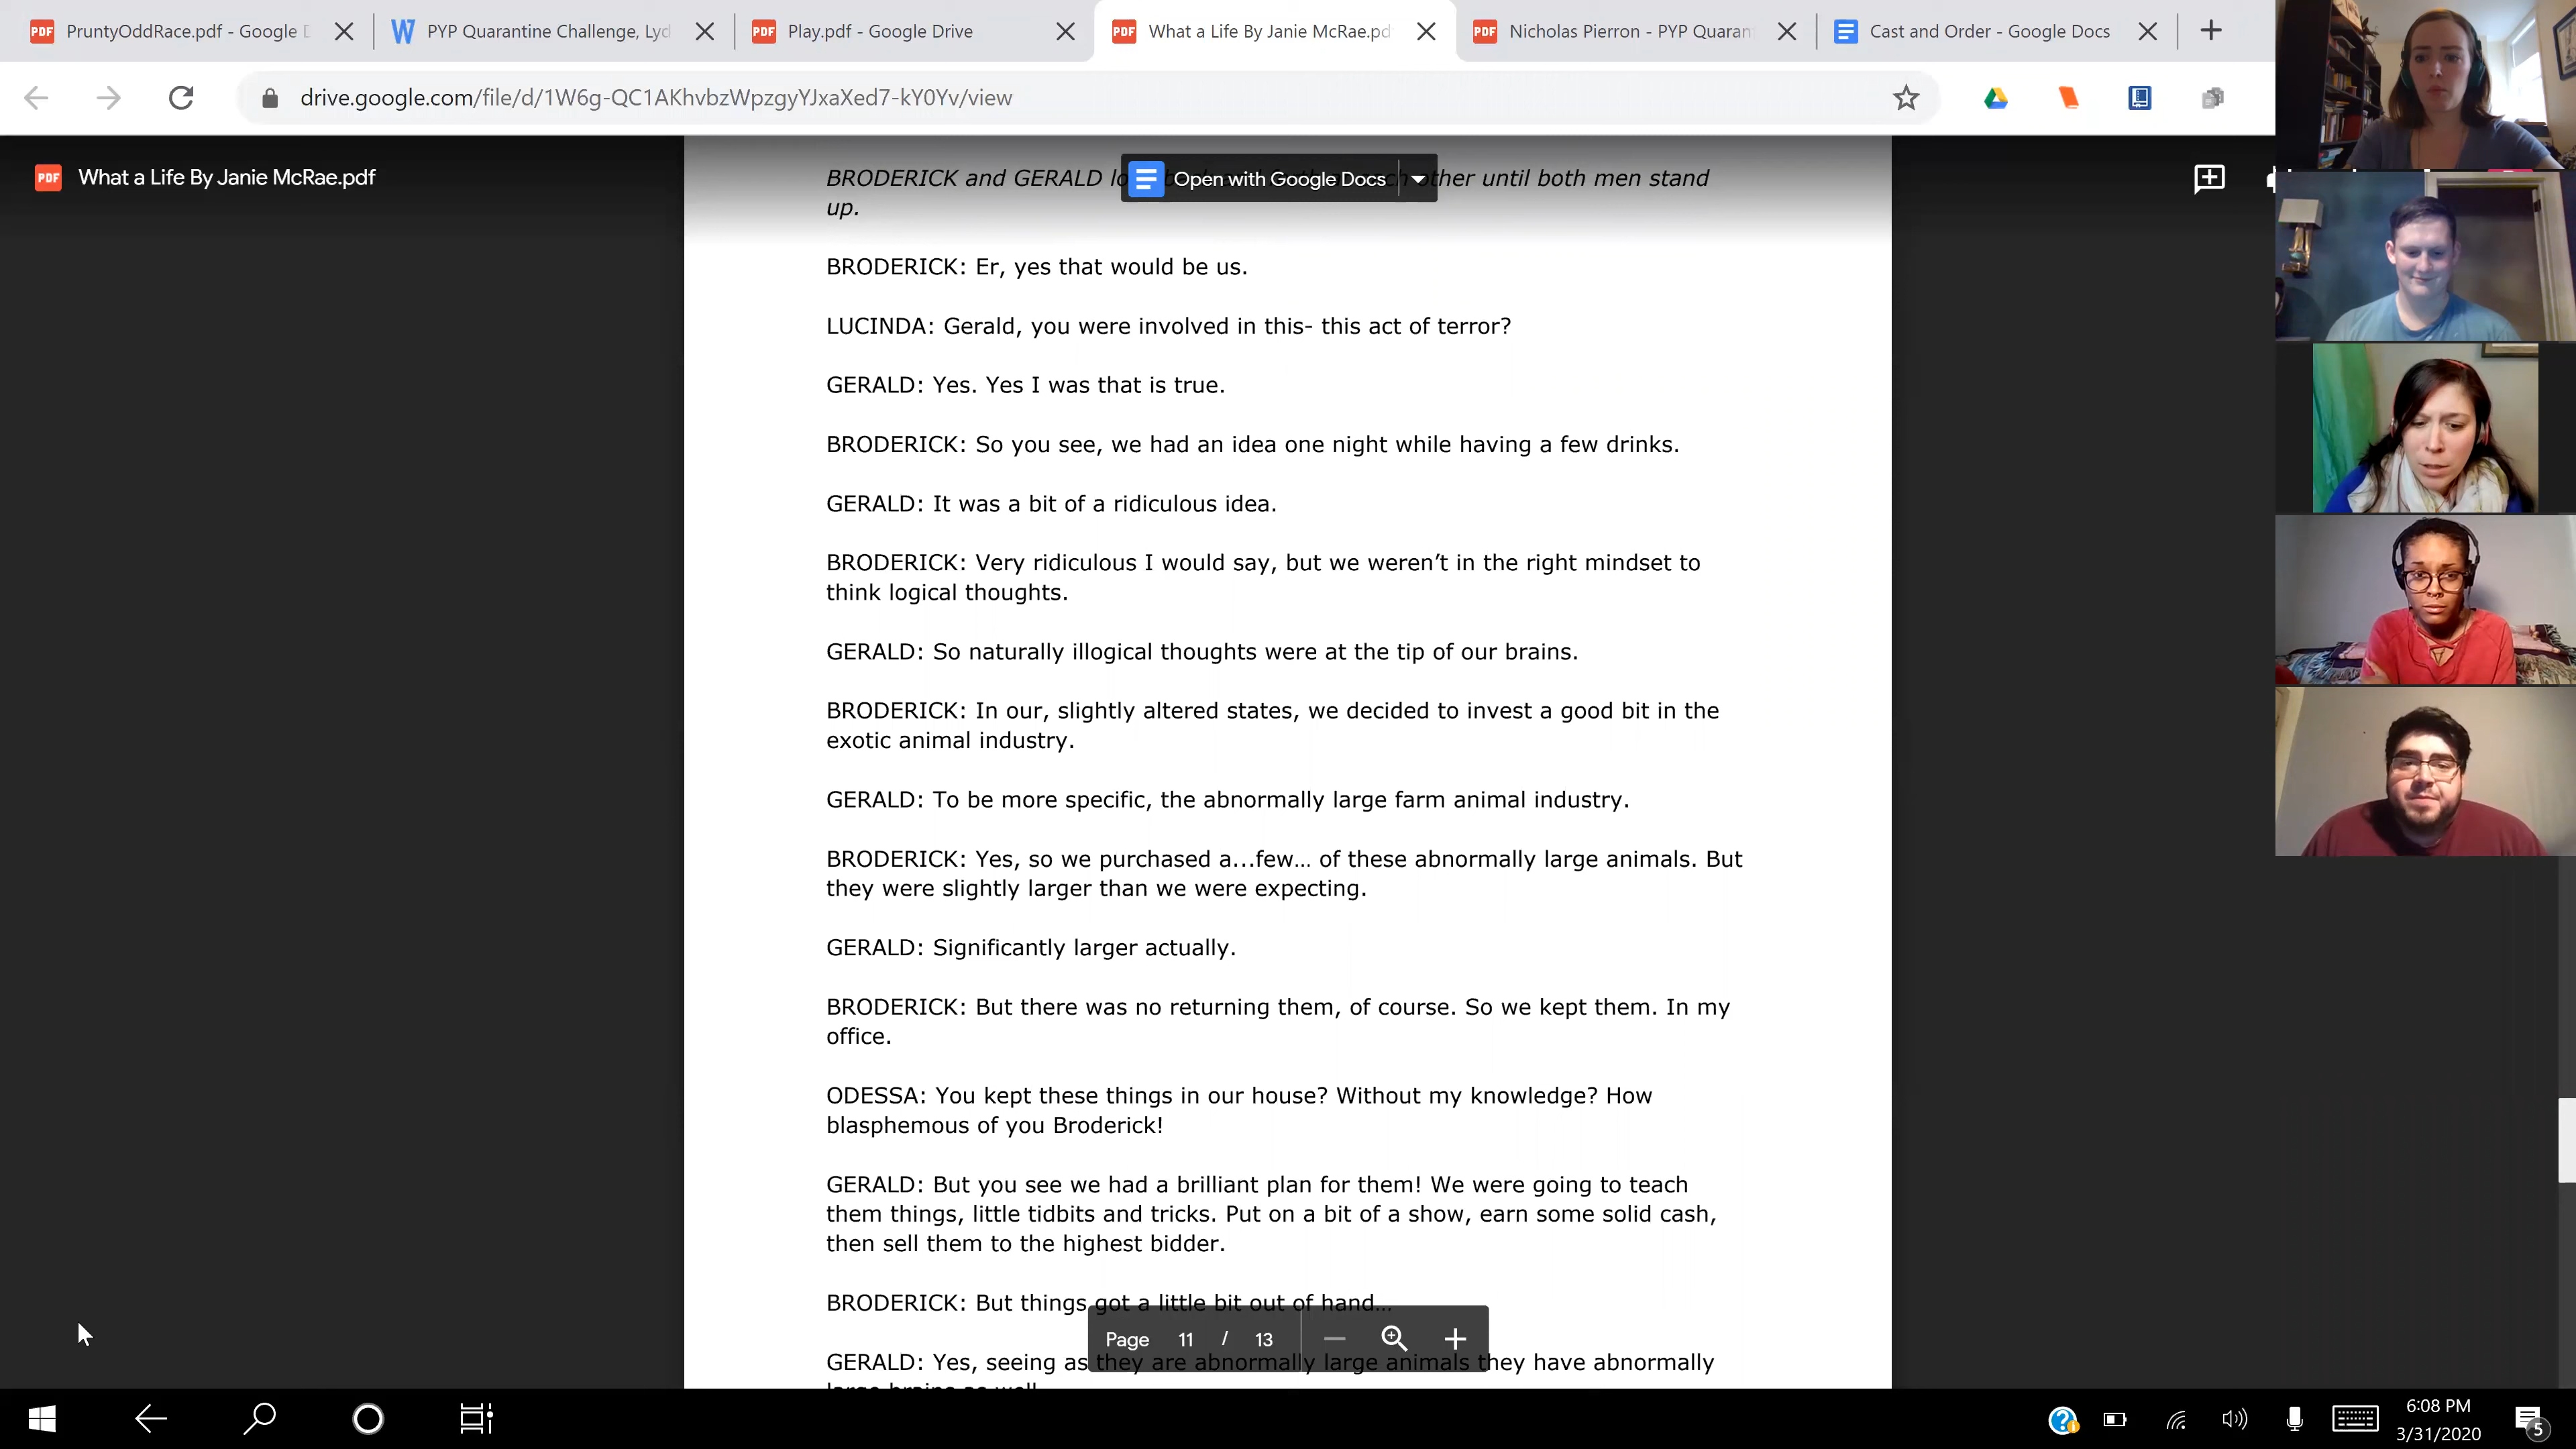 PruntyOddRace.pdf - Google D
PYP Quarantine Challenge, Lyd
Play.pdf - Google Drive
What a Life By Janie McRae.pd
Nicholas Pierron - PYP Quaran
Cast and Order - Google Docs
drive.google.com/file/d/1W6g-QC1AKhvbzWpzgyYJxaXed7-kY0Yv/view
PDF What a Life By Janie McRae.pdf
Open with Google Docs
BRODERICK and GERALD other until both men stand
up.
BRODERICK: Er, yes that would be us.
LUCINDA: Gerald, you were involved in this- this act of terror?
GERALD: Yes. Yes I was that is true.
BRODERICK: So you see, we had an idea one night while having a few drinks.
GERALD: It was a bit of a ridiculous idea.
BRODERICK: Very ridiculous I would say, but we weren’t in the right mindset to
think logical thoughts.
GERALD: So naturally illogical thoughts were at the tip of our brains.
BRODERICK: In our, slightly altered states, we decided to invest a good bit in the
exotic animal industry.
GERALD: To be more specific, the abnormally large farm animal industry.
BRODERICK: Yes, so we purchased a...few... of these abnormally large animals. But
they were slightly larger than we were expecting.
GERALD: Significantly larger actually.
BRODERICK: But there was no returning them, of course. So we kept them. In my
office.
ODESSA: You kept these things in our house? Without my knowledge? How
blasphemous of you Broderick!
GERALD: But you see we had a brilliant plan for them! We were going to teach
them things, little tidbits and tricks. Put on a bit of a show, earn some solid cash,
then sell them to the highest bidder.
BRODERICK: But things got a little bit out of hand...
Page 11 / 13
GERALD: Yes, seeing as they are abnormally large animals they have abnormally
large brains as well
6:08 PM
3/31/2020
5